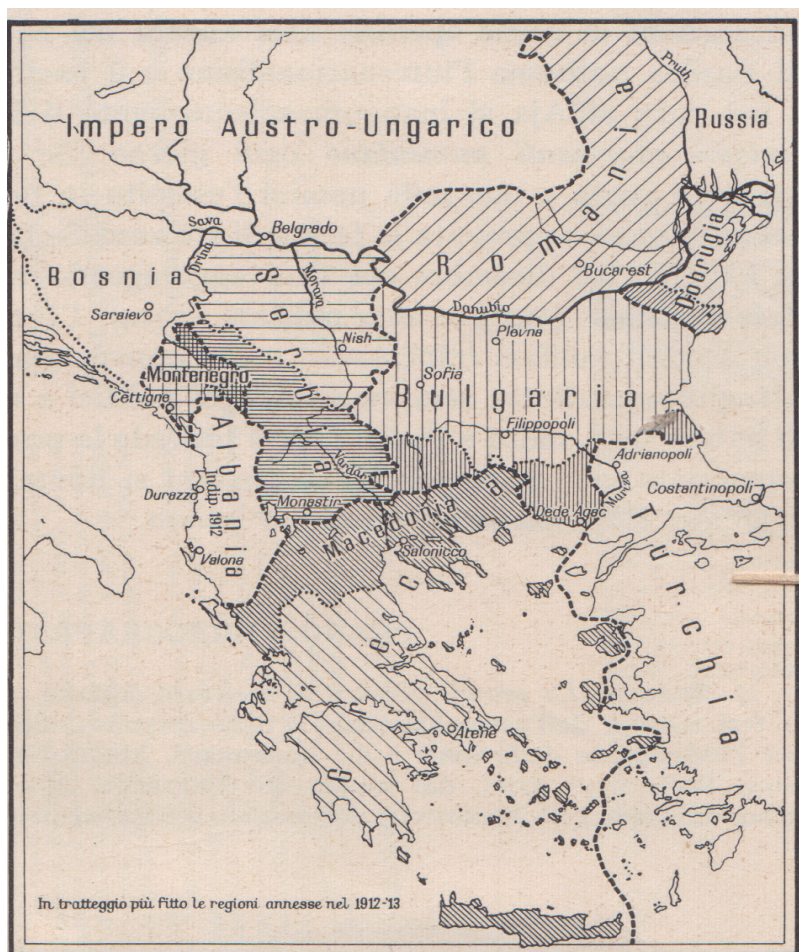 Pruth
Impero Austro-Ungarico
Russia
Romania
Sava
Belgrado
Drina
Bosnia
Serbia
Morava
Bucarest
Dobrugia
Saraievo
Danubio
Nish
Plevna
Montenegro
Sofia
Bulgaria
Cettigne
Filippopoli
Albania
Indip. 1912
Vardar
Adrianopoli
Maritza
Costantinopoli
Durazzo
Monastir
Macedonia
Dede Agac
Salonicco
Valona
Turchia
Grecia
Atene
In tratteggio più fitto le regioni annesse nel 1912-'13